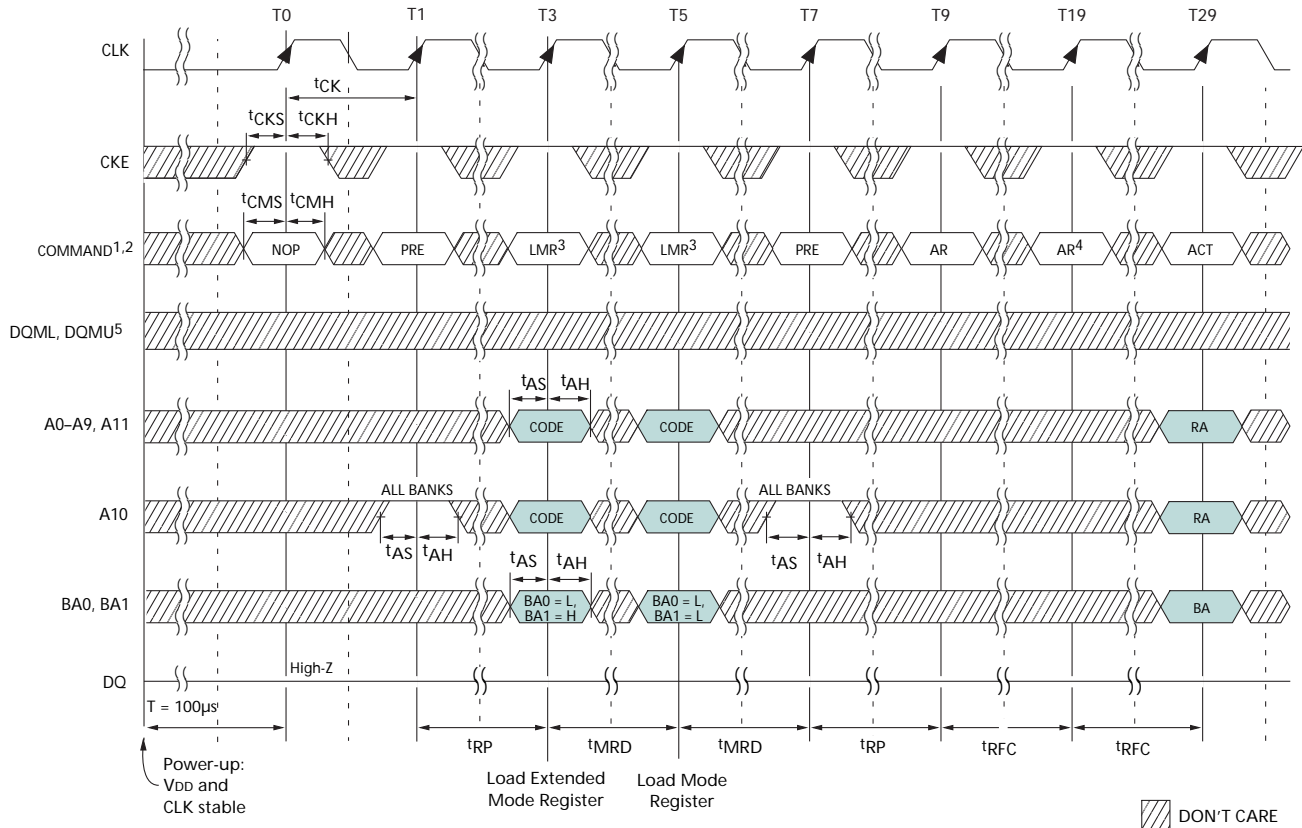 T0 T1 T3 T5 T7 T9 T19 T29
CLK
tCK
tCKS tCKH
CKE
tCMS tCMH
COMMAND1,2 NOP PRE LMR3 LMR3 PRE AR AR4 ACT
DQML, DQMU5
tAS tAH
A0–A9, A11 CODE CODE RA
ALL BANKS ALL BANKS
A10 CODE CODE RA
tAS tAH tAS tAH
tAS tAH
BA0, BA1 BA0 = L, BA1 = H BA0 = L, BA1 = L BA
High-Z
DQ
T = 100µs
tRP tMRD tMRD tRP tRFC tRFC
Power-up:
VDD and
CLK stable
Load Extended
Mode Register
Load Mode
Register
DON'T CARE